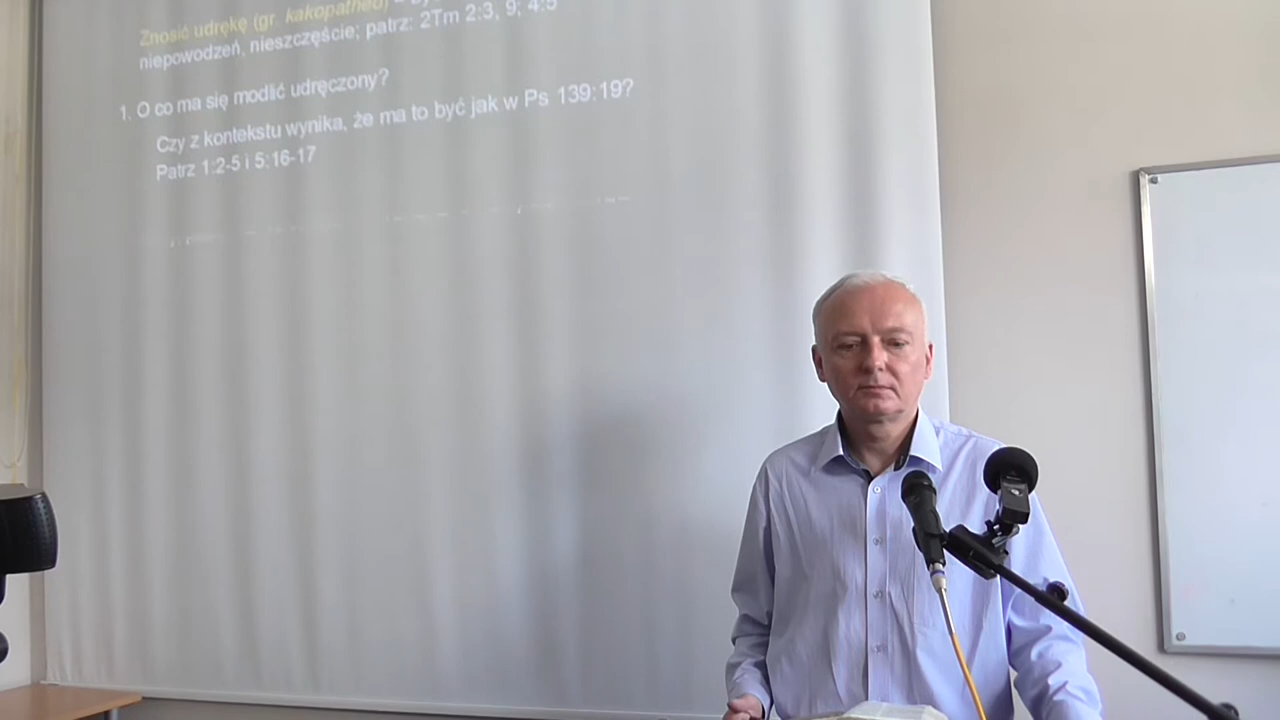 Znosić udrękę (gr. kakopatheo) –
niepowodzeń, nieszczęście; patrz: 2Tm 2:3, 9; 4:5
1. O co ma się modlić udręczony?
Czy z kontekstu wynika, że ma to być jak w Ps 139:19?
Patrz 1:2-5 i 5:16-17